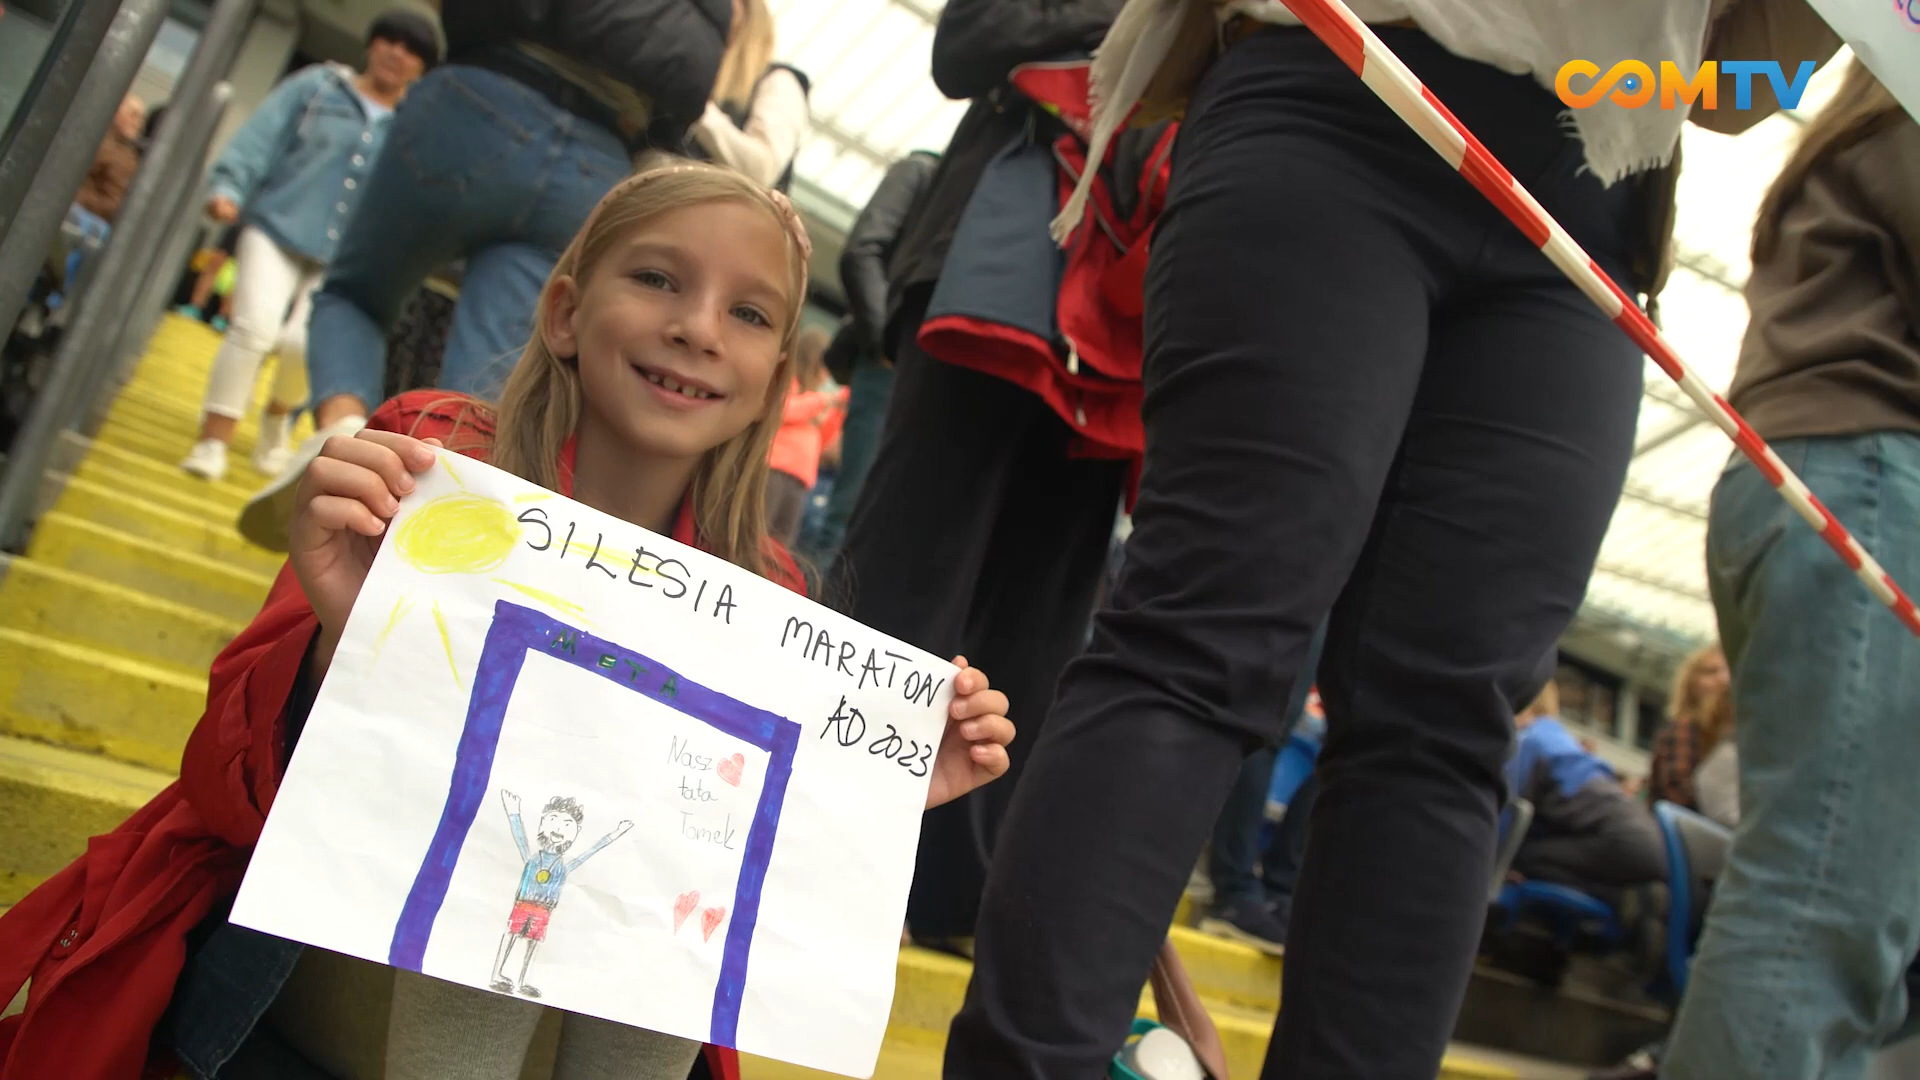 COMTV
SILESIA MARATON
AD 2023
META
Nasz
tata
Tomek